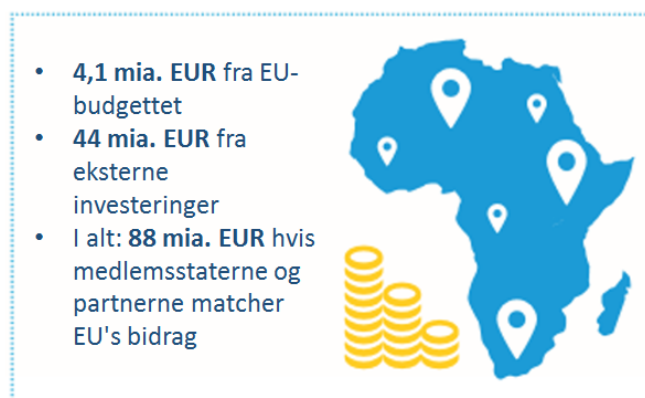 • 4,1 mia. EUR fra EU-
budgettet
• 44 mia. EUR fra
eksterne
investeringer
• I alt: 88 mia. EUR hvis
medlemsstaterne og
partnerne matcher
EU's bidrag